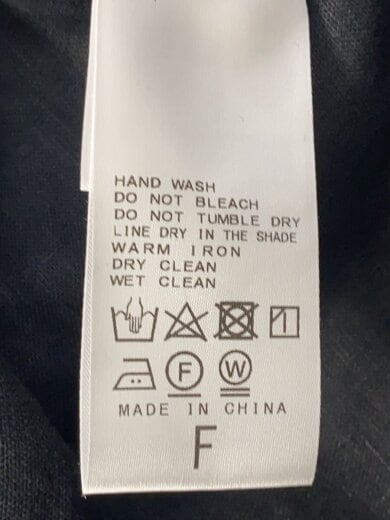 HAND WASH
DO NOT BLEACH
DO NOT TUMBLE DRY
LINE DRY IN THE SHADE
WARM IRON
DRY CLEAN
WET CLEAN
F W
MADE IN CHINA
F